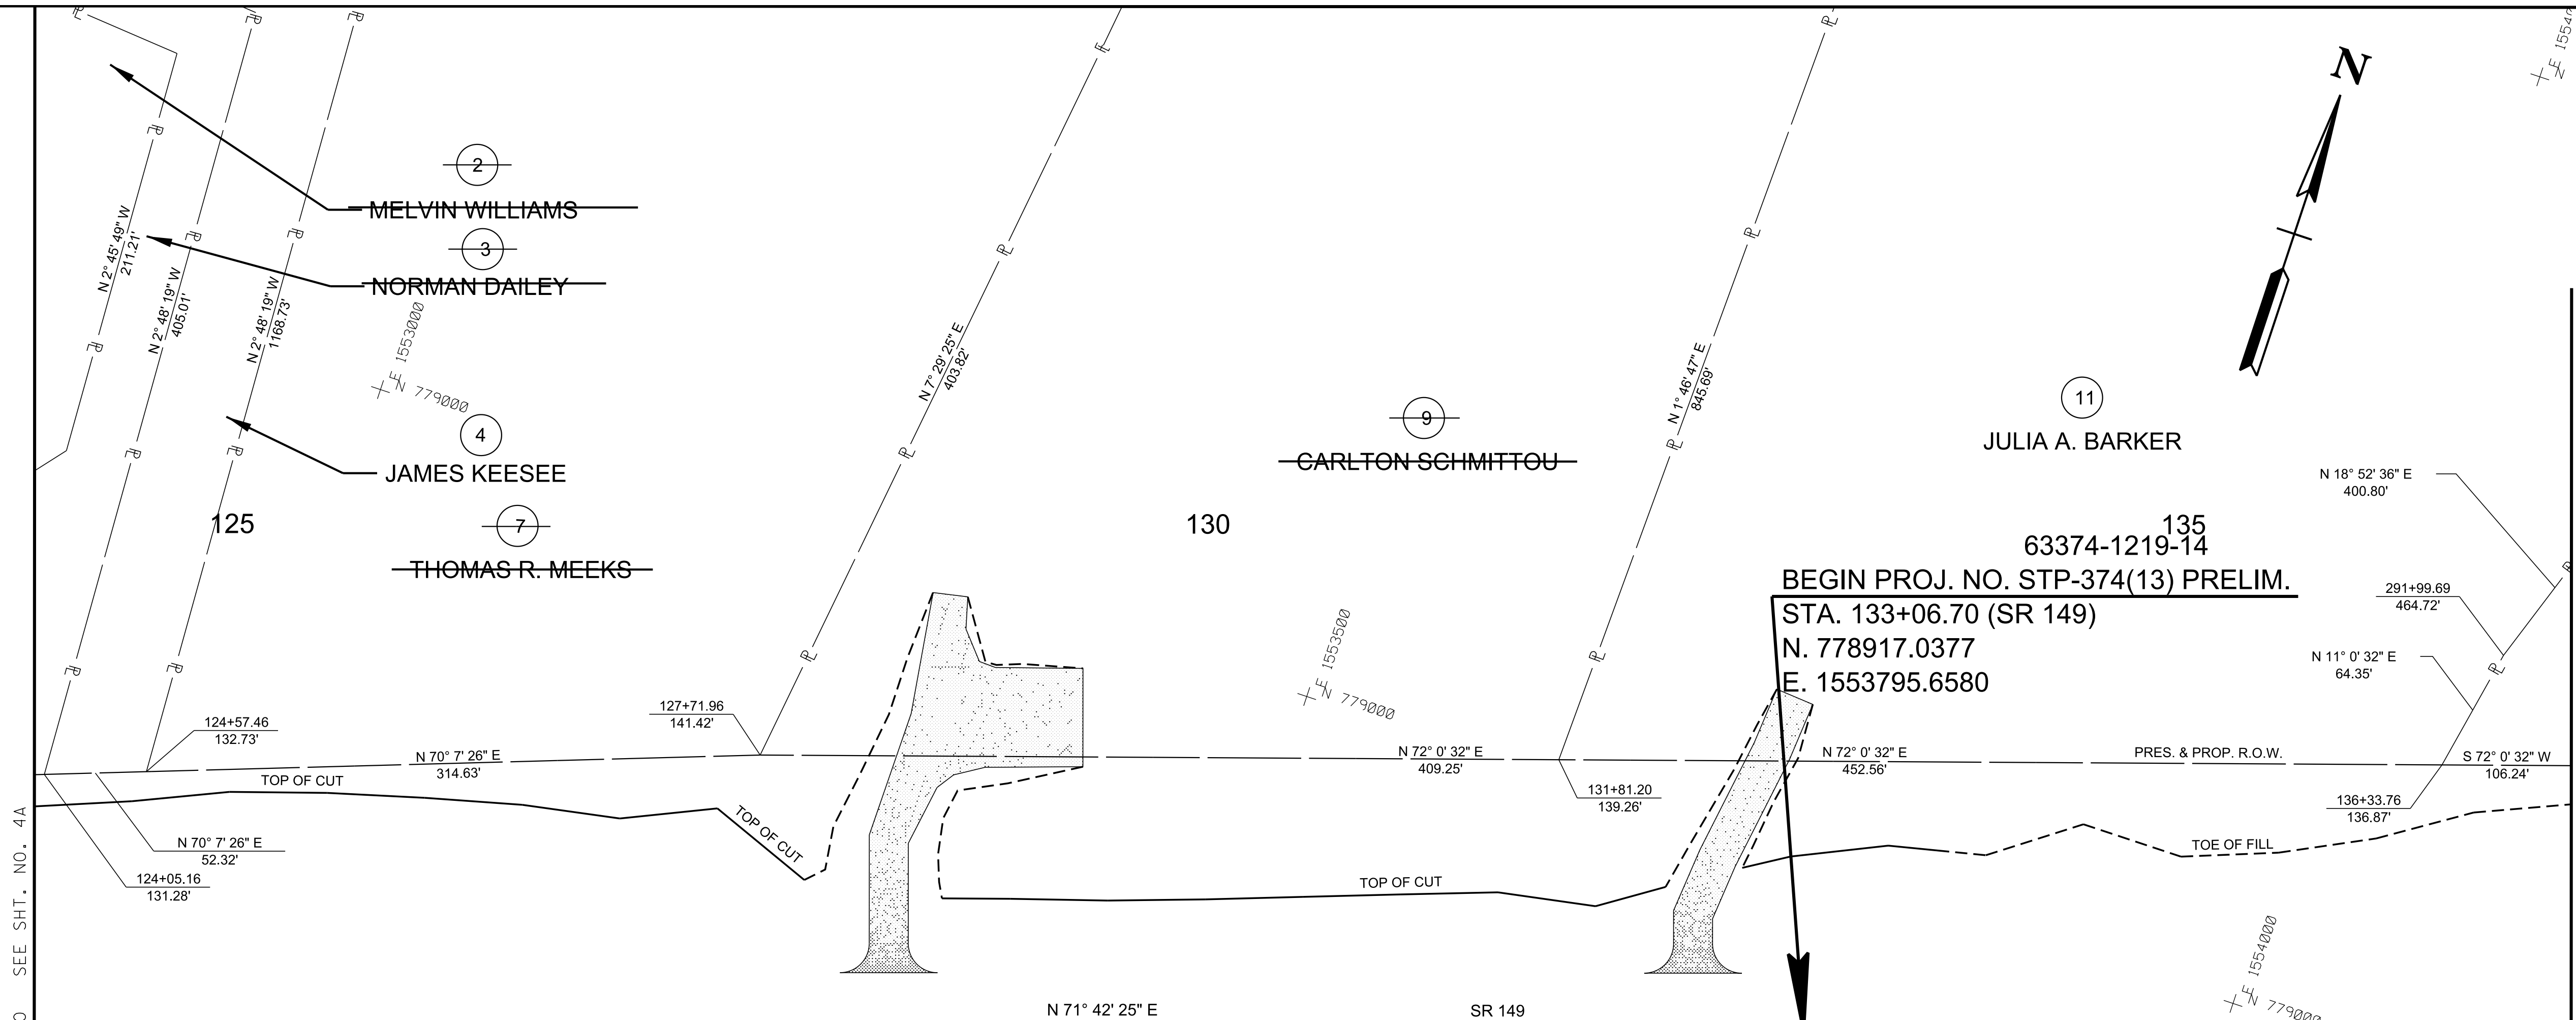 N
E 1553000
N 779000
2
MELVIN WILLIAMS
3
NORMAN DAILEY
4
JAMES KEESEE
7
THOMAS R. MEEKS
9
CARLTON SCHMITTOU
11
JULIA A. BARKER
N 2° 45' 49" W
211.21'
N 2° 48' 19" W
405.01'
N 2° 48' 19" W
1168.73'
N 7° 29' 25" E
403.82'
N 1° 46' 47" E
845.69'
N 18° 52' 36" E
400.80'
125
130
135
63374-1219-14
BEGIN PROJ. NO. STP-374(13) PRELIM.
STA. 133+06.70 (SR 149)
N. 778917.0377
E. 1553795.6580
291+99.69
464.72'
N 11° 0' 32" E
64.35'
E 1553500
N 779000
124+57.46
132.73'
127+71.96
141.42'
N 70° 7' 26" E
314.63'
N 72° 0' 32" E
409.25'
N 72° 0' 32" E
452.56'
PRES. & PROP. R.O.W.
S 72° 0' 32" W
106.24'
TOP OF CUT
131+81.20
139.26'
136+33.76
136.87'
TOP OF CUT
N 70° 7' 26" E
52.32'
124+05.16
131.28'
TOP OF CUT
TOE OF FILL
SEE SHT. NO. 4A
E 1554000
N 779000
N 71° 42' 25" E
SR 149